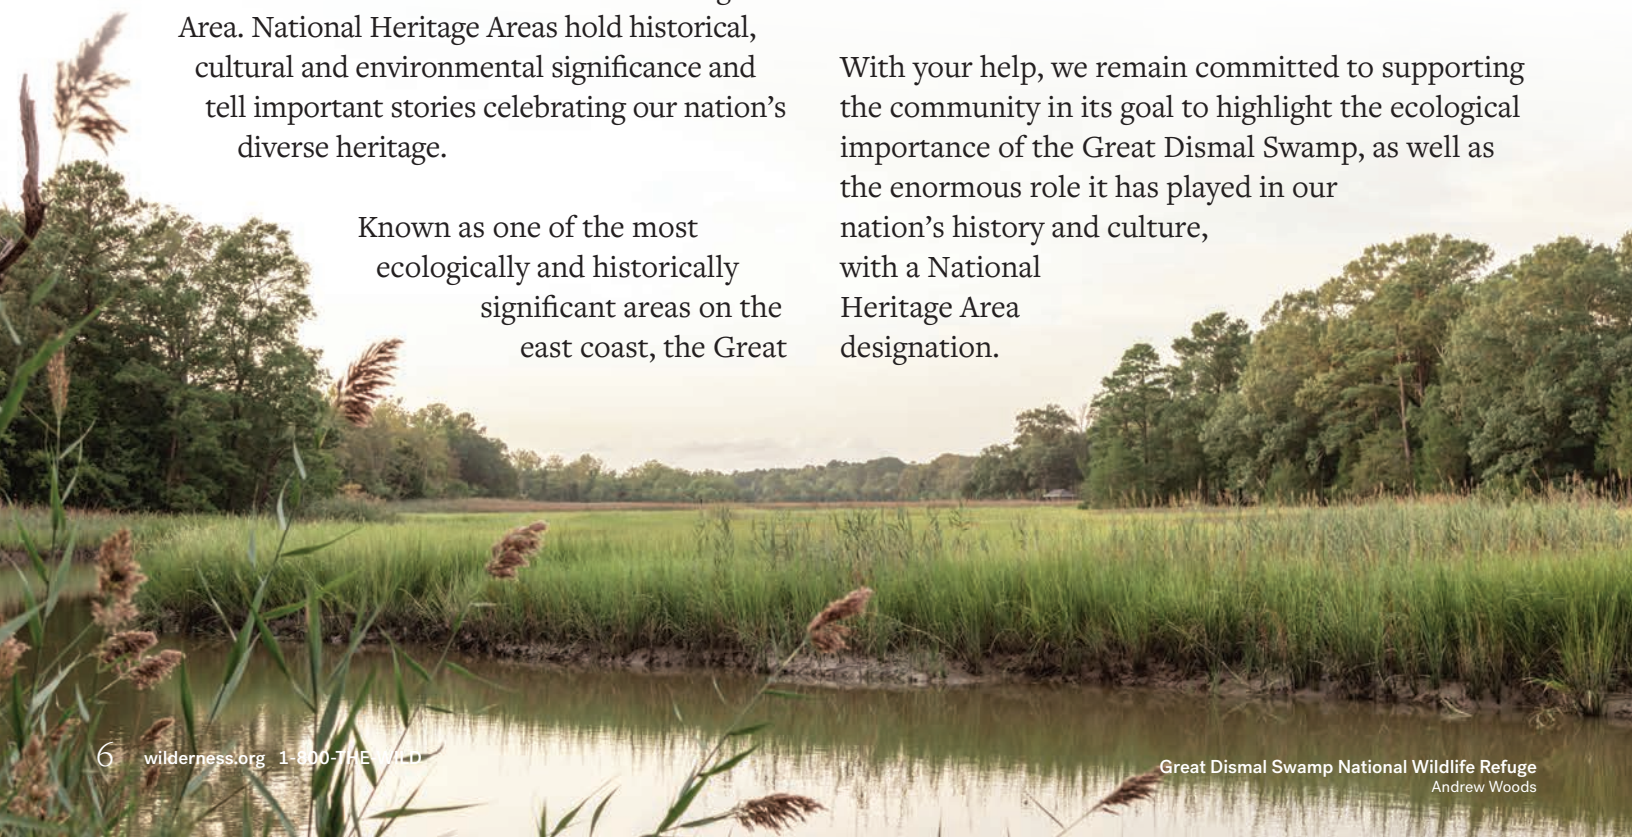 Area. National Heritage Areas hold historical,
cultural and environmental significance and
tell important stories celebrating our nation's
diverse heritage.
Known as one of the most
ecologically and historically
significant areas on the
east coast, the Great
With your help, we remain committed to supporting
the community in its goal to highlight the ecological
importance of the Great Dismal Swamp, as well as
the enormous role it has played in our
nation's history and culture,
with a National
Heritage Area
designation.
6 wilderness.org 1-800-THE-WILD
Great Dismal Swamp National Wildlife Refuge
Andrew Woods